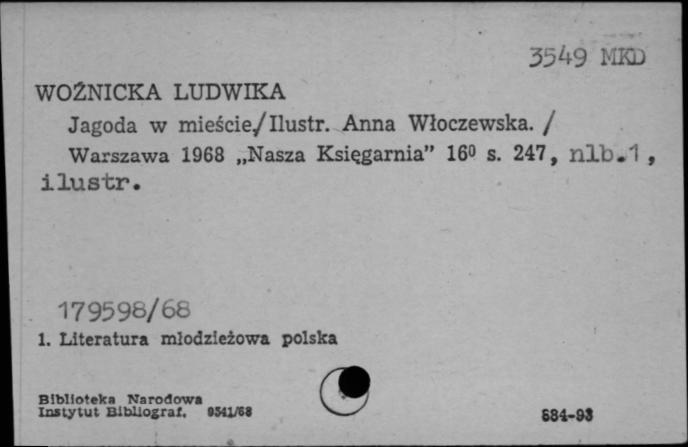 3549 MKD
WOŹNICKA LUDWIKA
Jagoda w mieście/Ilustr. Anna Włoczewska. /
Warszawa 1968 „Nasza Księgarnia” 16⁰ s. 247, nlb.1,
ilustr.
179598/68
1. Literatura młodzieżowa polska
Biblioteka Narodowa
Instytut Bibliograf. 9541/68
884-93